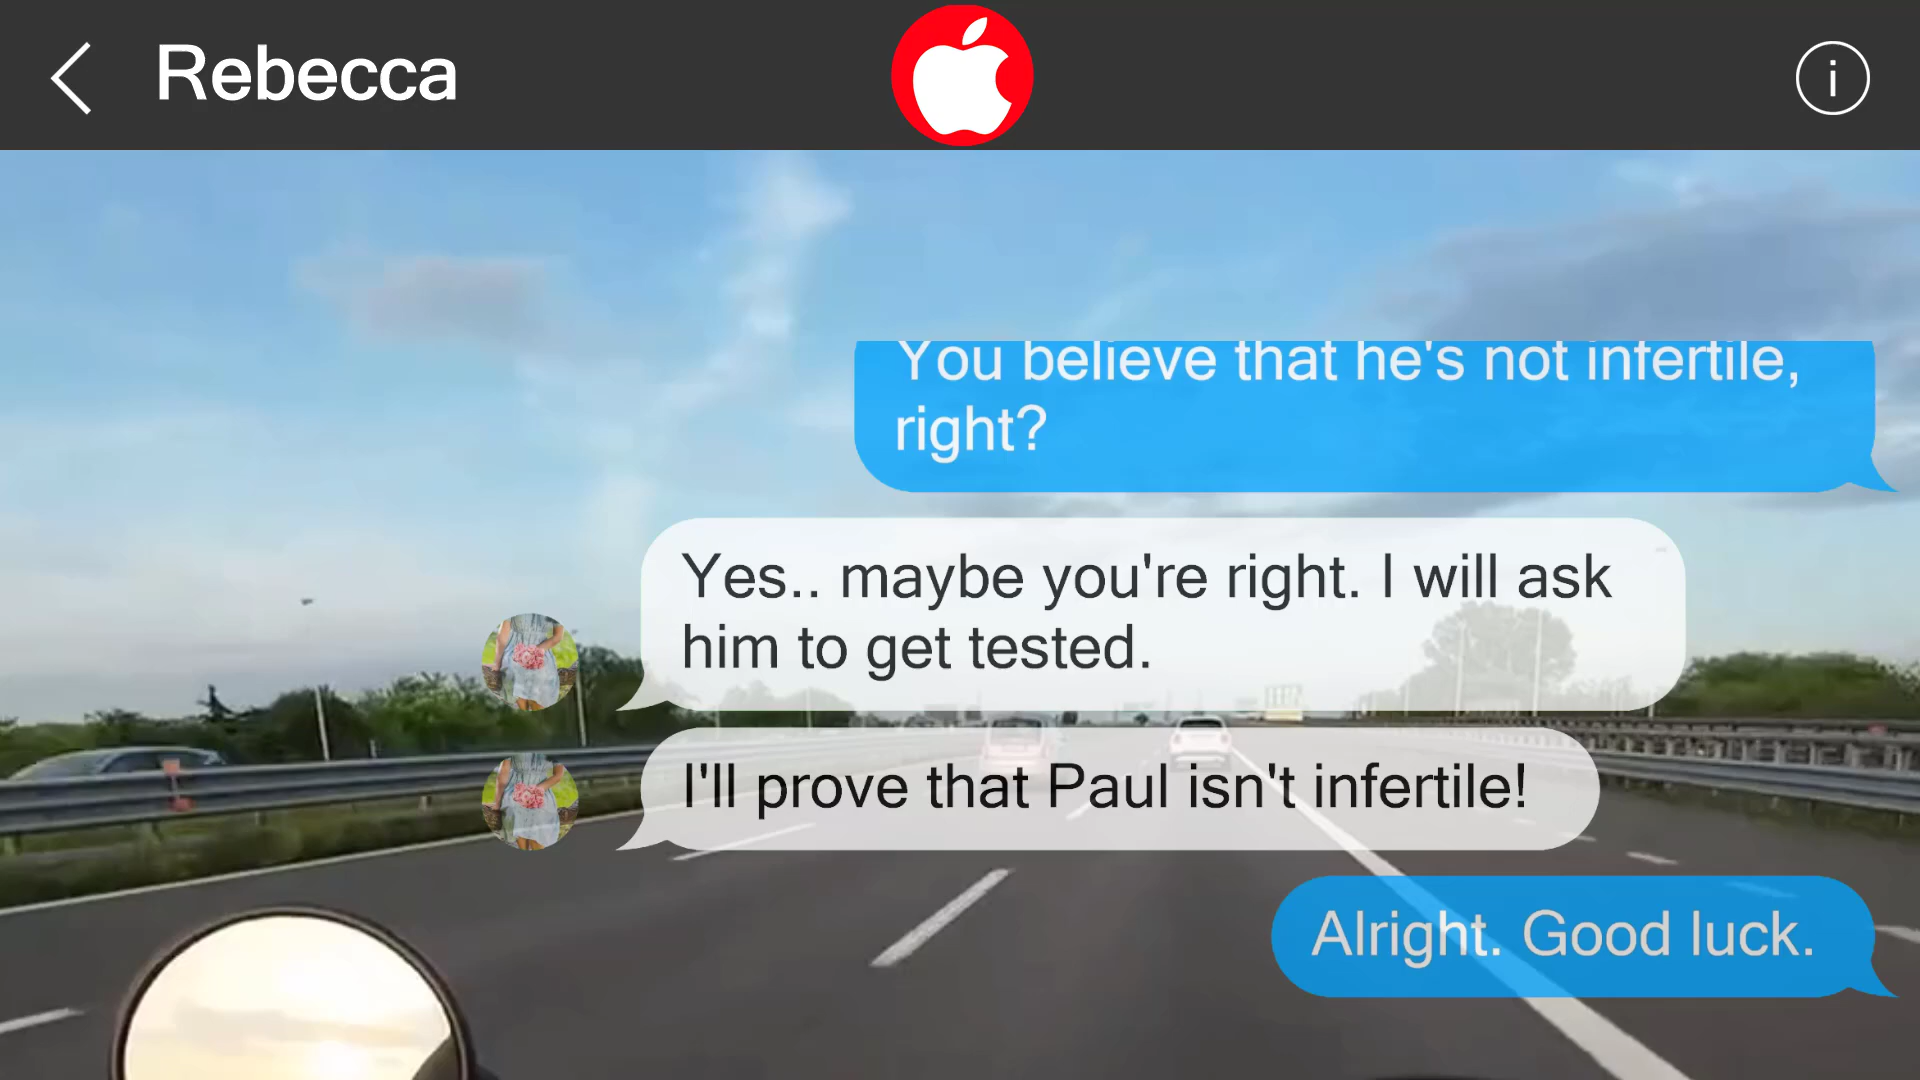 Rebecca
i
You believe that he's not infertile,
right?
Yes.. maybe you're right. I will ask
him to get tested.
I'll prove that Paul isn't infertile!
Alright. Good luck.